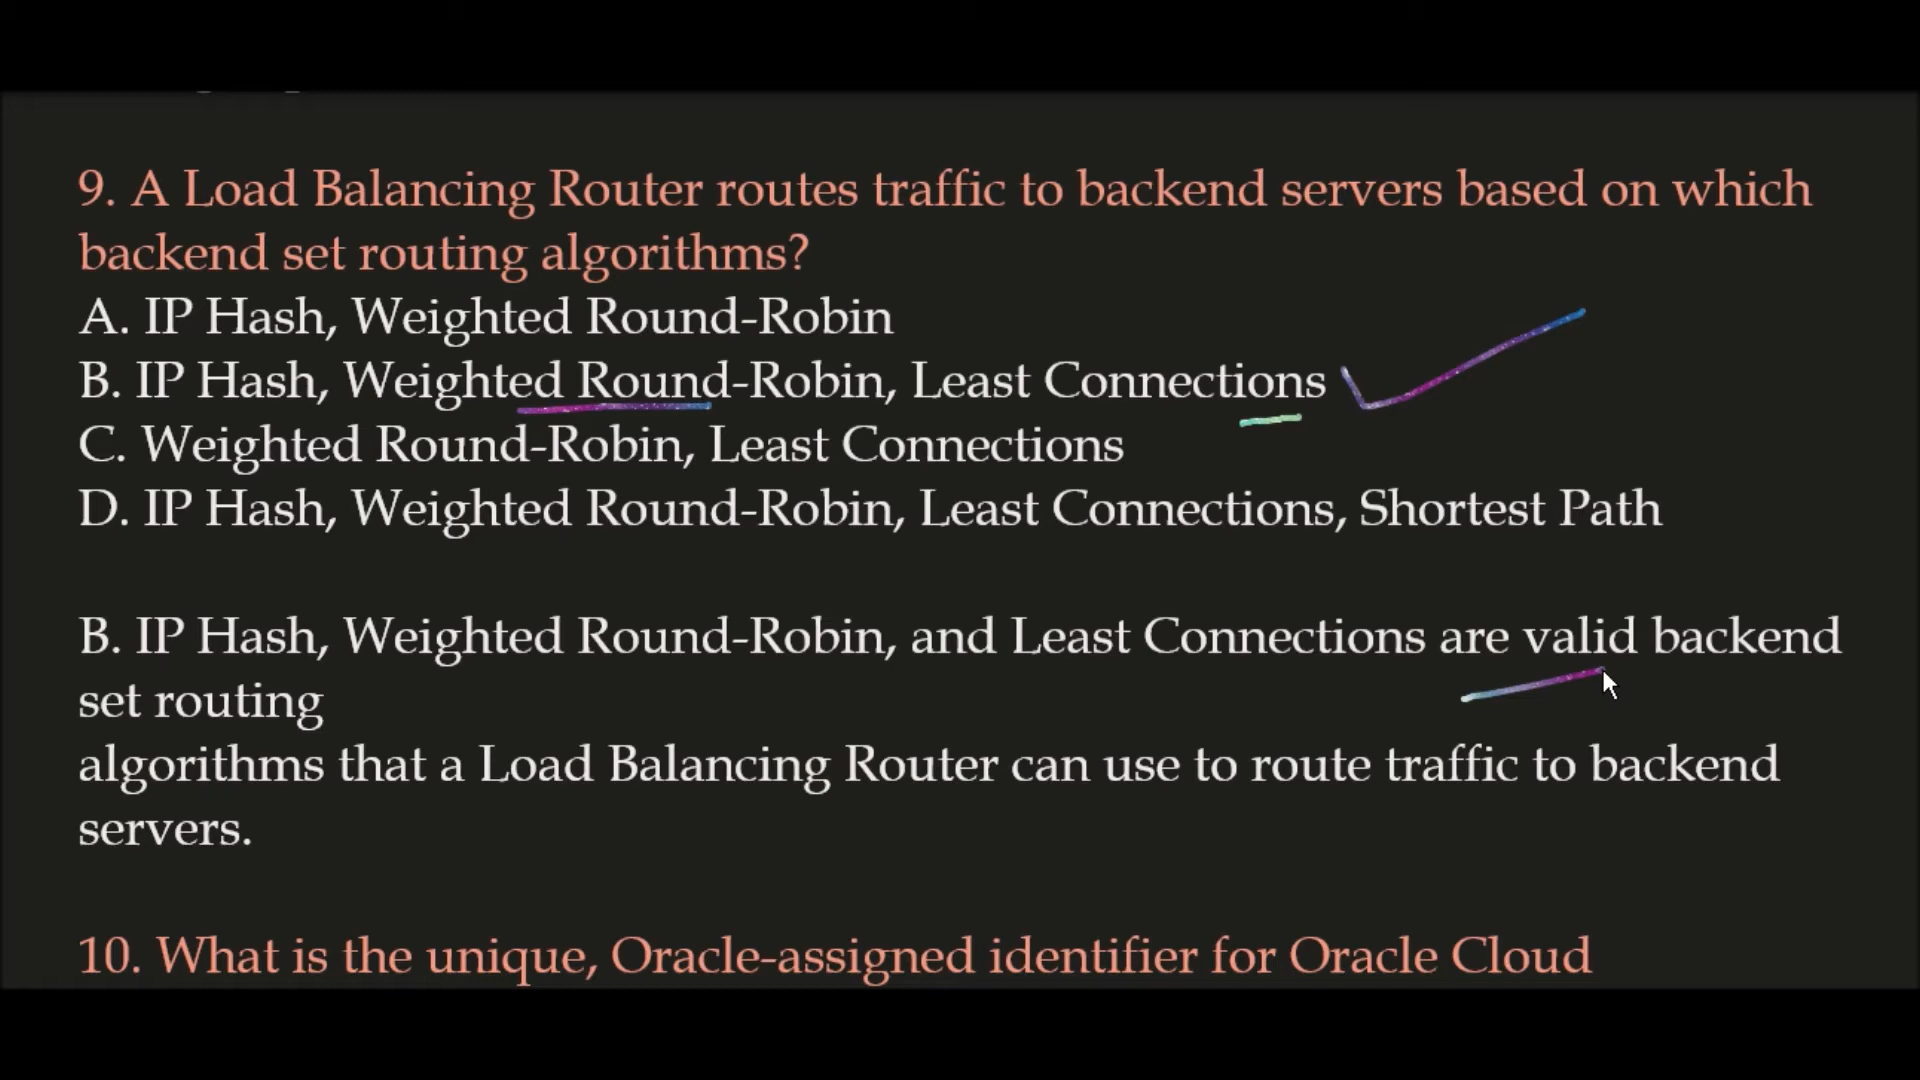 9. A Load Balancing Router routes traffic to backend servers based on which
backend set routing algorithms?
A. IP Hash, Weighted Round-Robin
B. IP Hash, Weighted Round-Robin, Least Connections
C. Weighted Round-Robin, Least Connections
D. IP Hash, Weighted Round-Robin, Least Connections, Shortest Path
B. IP Hash, Weighted Round-Robin, and Least Connections are valid backend
set routing
algorithms that a Load Balancing Router can use to route traffic to backend
servers.
10. What is the unique, Oracle-assigned identifier for Oracle Cloud